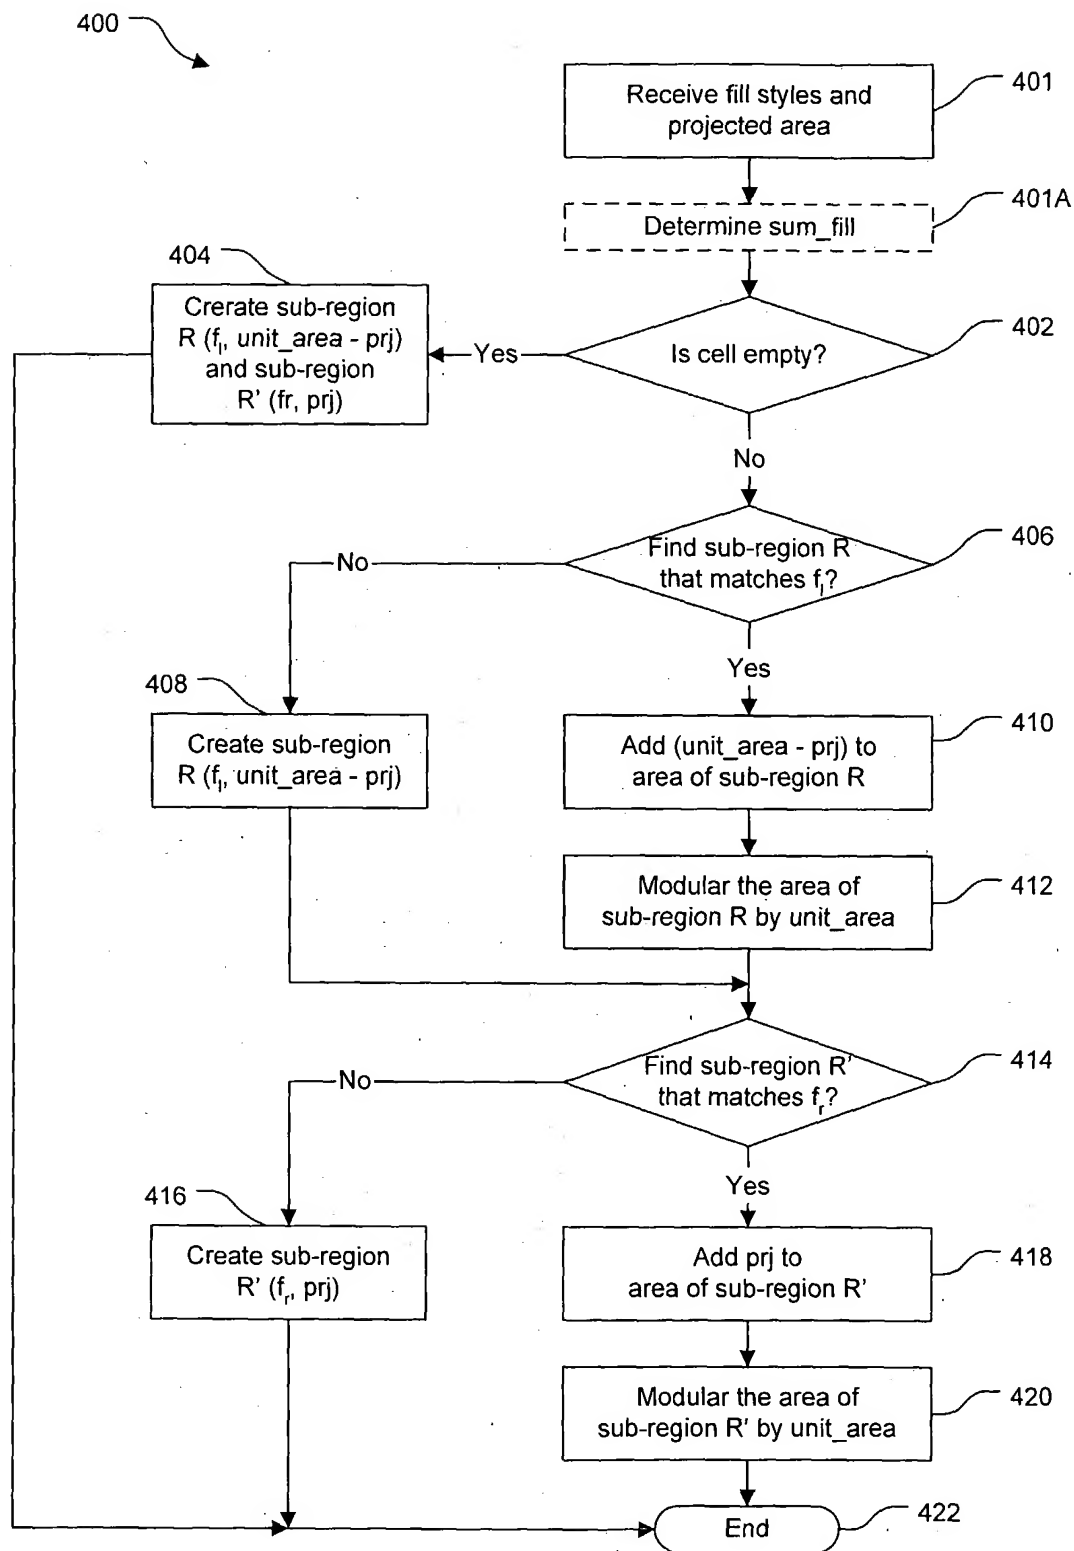 400
401
Receive fill styles and
projected area
401A
Determine sum_fill
404
Crerate sub-region
R (fl, unit_area - prj)
and sub-region
R' (fr, prj)
Yes
Is cell empty?
402
No
406
Find sub-region R
that matches fl?
No
Yes
408
Create sub-region
R (fl, unit_area - prj)
410
Add (unit_area - prj) to
area of sub-region R
412
Modular the area of
sub-region R by unit_area
414
Find sub-region R'
that matches fr?
No
Yes
416
Create sub-region
R' (fr, prj)
418
Add prj to
area of sub-region R'
420
Modular the area of
sub-region R' by unit_area
422
End